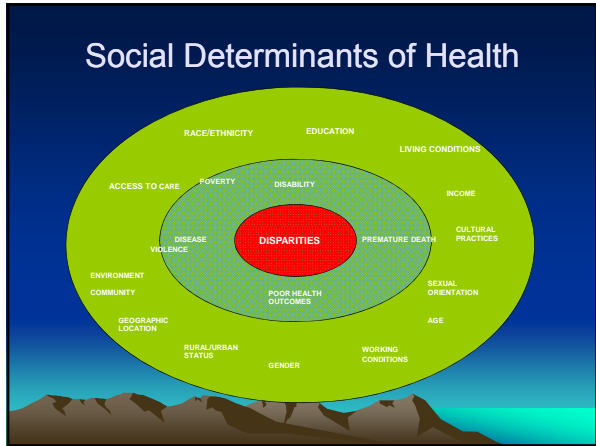 Social Determinants of Health
RACE/ETHNICITY
EDUCATION
LIVING CONDITIONS
ACCESS TO CARE
POVERTY
DISABILITY
INCOME
CULTURAL
PRACTICES
DISEASE
VIOLENCE
DISPARITIES
PREMATURE DEATH
ENVIRONMENT
COMMUNITY
POOR HEALTH
OUTCOMES
SEXUAL
ORIENTATION
GEOGRAPHIC
LOCATION
AGE
RURAL/URBAN
STATUS
GENDER
WORKING
CONDITIONS